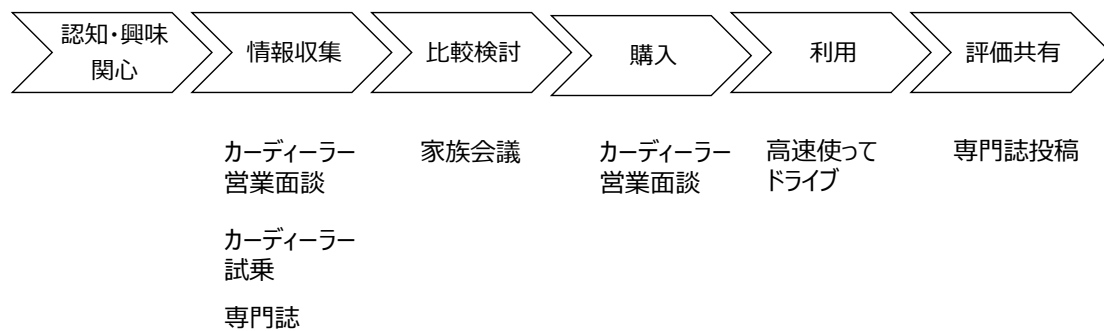 認知・興味
関心
情報収集
比較検討
購入
利用
評価共有
カーディーラー
営業面談
カーディーラー
試乗
専門誌
家族会議
カーディーラー
営業面談
高速使って
ドライブ
専門誌投稿